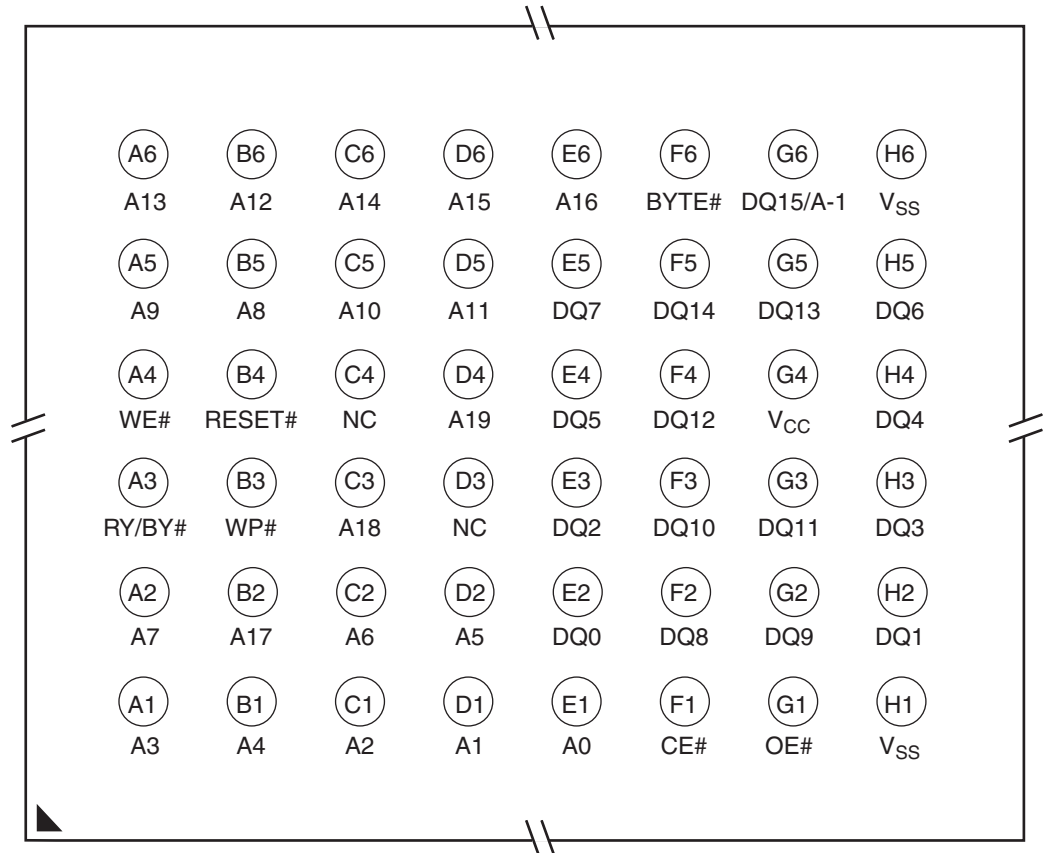 A6 B6 C6 D6 E6 F6 G6 H6
A13 A12 A14 A15 A16 BYTE# DQ15/A-1 VSS
A5 B5 C5 D5 E5 F5 G5 H5
A9 A8 A10 A11 DQ7 DQ14 DQ13 DQ6
A4 B4 C4 D4 E4 F4 G4 H4
WE# RESET# NC A19 DQ5 DQ12 VCC DQ4
A3 B3 C3 D3 E3 F3 G3 H3
RY/BY# WP# A18 NC DQ2 DQ10 DQ11 DQ3
A2 B2 C2 D2 E2 F2 G2 H2
A7 A17 A6 A5 DQ0 DQ8 DQ9 DQ1
A1 B1 C1 D1 E1 F1 G1 H1
A3 A4 A2 A1 A0 CE# OE# VSS